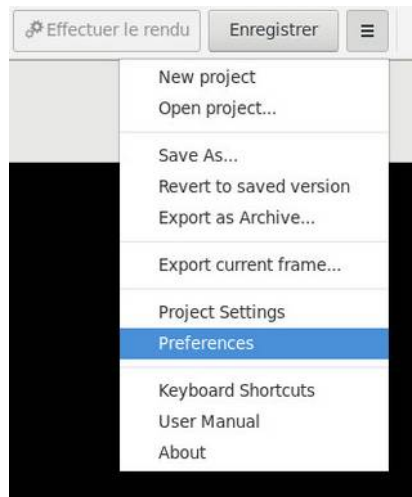 Effectuer le rendu Enregistrer
New project
Open project...
Save As...
Revert to saved version
Export as Archive...
Export current frame...
Project Settings
Preferences
Keyboard Shortcuts
User Manual
About